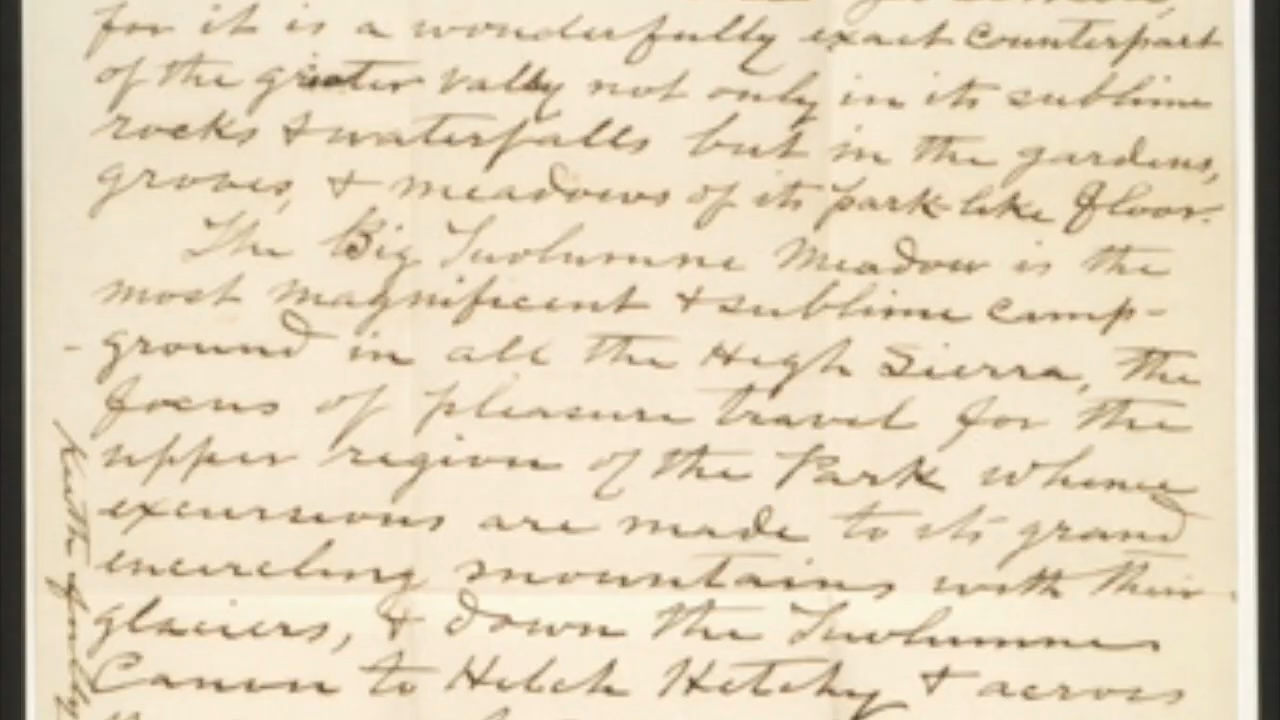 for it is a wonderfully exact counterpart
of the greater vally not only in its sublime
rocks & waterfalls but in the gardens,
groves, & meadows of its park-like floor.
The Big Tuolumne Meadow is the
most magnificent & sublime camp-
ground in all the High Sierra, the
focus of pleasure travel for the
upper region of the Park whence
excursions are made to its grand
encircling mountains with their
glaciers, & down the Tuolumne
Canon to Hetch Hetchy & across